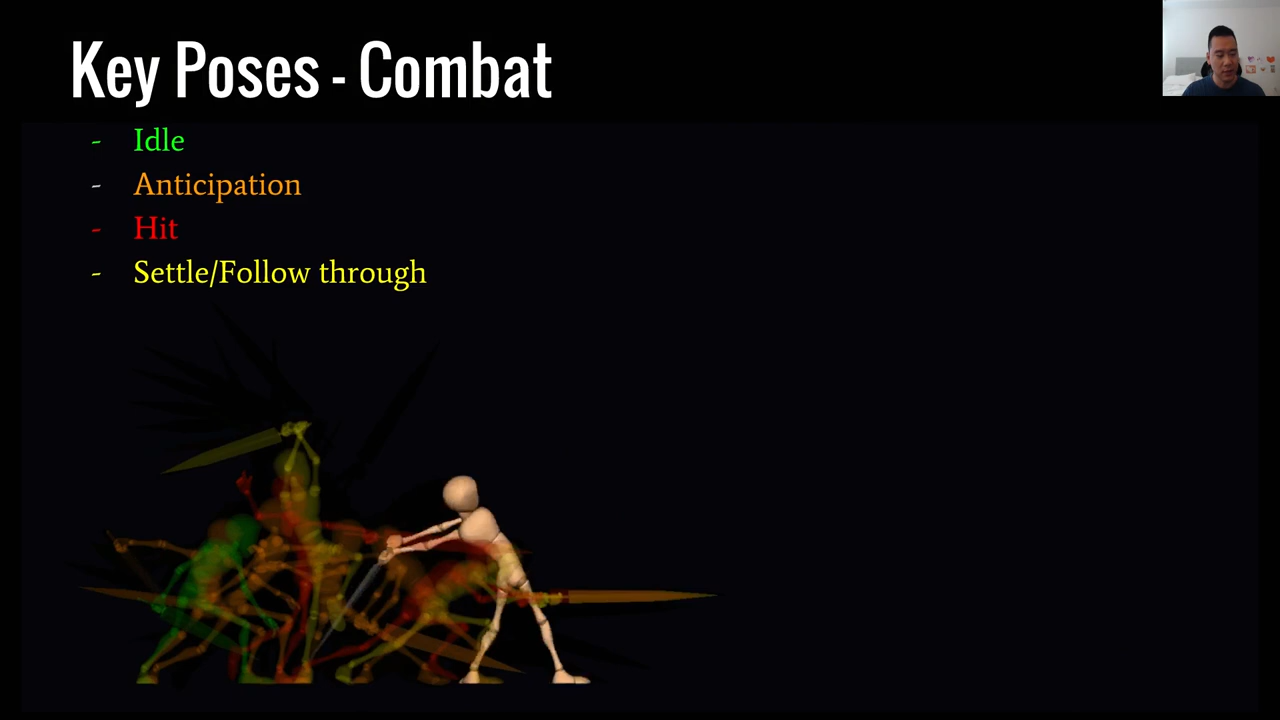 Key Poses - Combat
- Idle
- Anticipation
- Hit
- Settle/Follow through